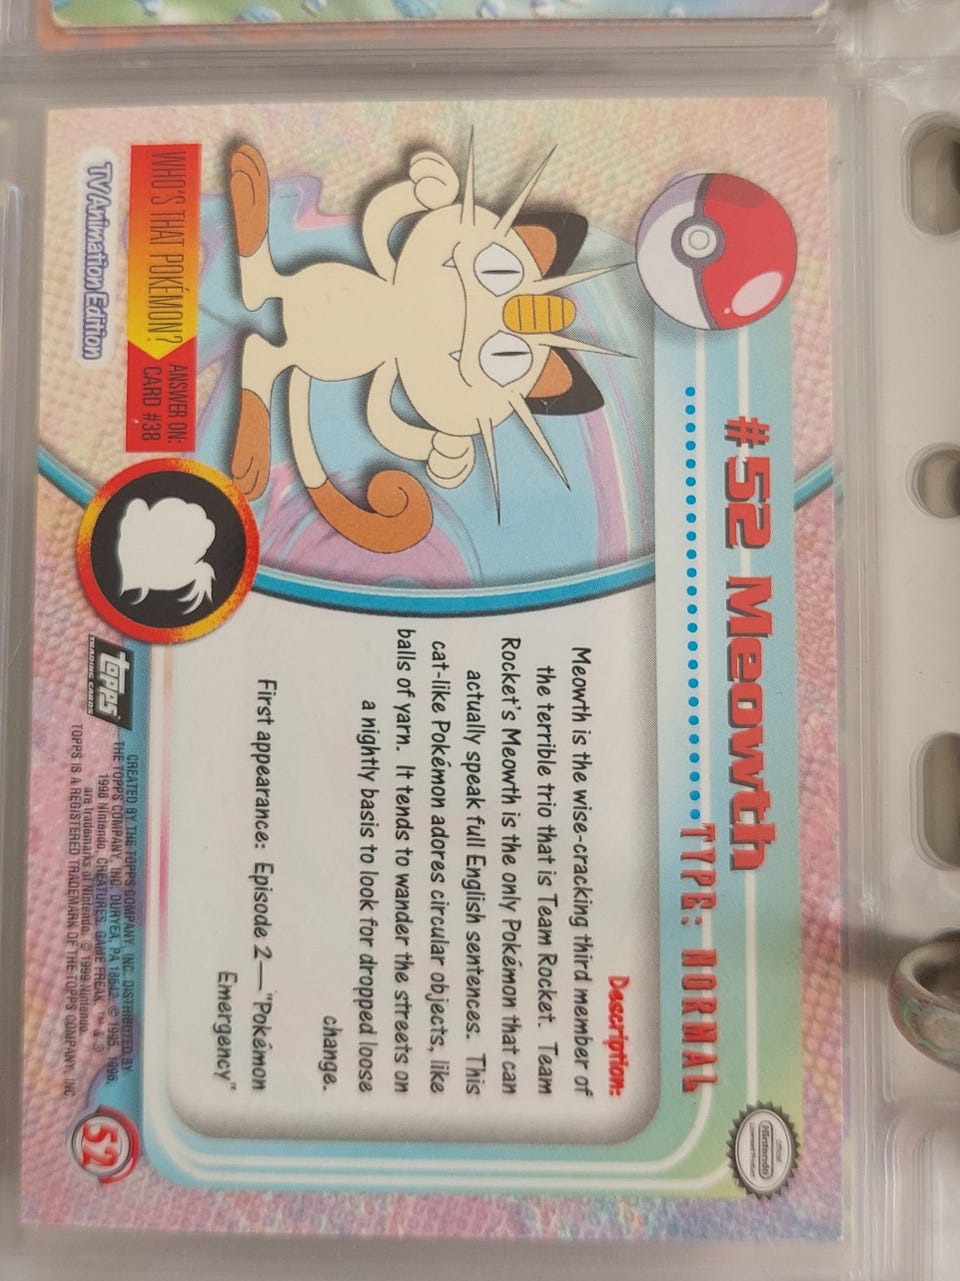 #52 Meowth
TYPE: NORMAL
Official
Nintendo
Licensed Product
Description:
Meowth is the wise-cracking third member of
the terrible trio that is Team Rocket. Team
Rocket's Meowth is the only Pokémon that can
actually speak full English sentences. This
cat-like Pokémon adores circular objects, like
balls of yarn. It tends to wander the streets on
a nightly basis to look for dropped loose
change.
First appearance: Episode 2—"Pokémon
Emergency"
WHO'S THAT POKÉMON?
ANSWER ON:
CARD #38
TV Animation Edition
topps
TRADING CARDS
CREATED BY THE TOPPS COMPANY, INC. DISTRIBUTED BY
THE TOPPS COMPANY, INC. DURYEA, PA 18642. © 1995, 1996,
1998 Nintendo, CREATURES, GAME FREAK. ™ & ®
are trademarks of Nintendo. © 1999 Nintendo.
TOPPS IS A REGISTERED TRADEMARK OF THE TOPPS COMPANY, INC.
52